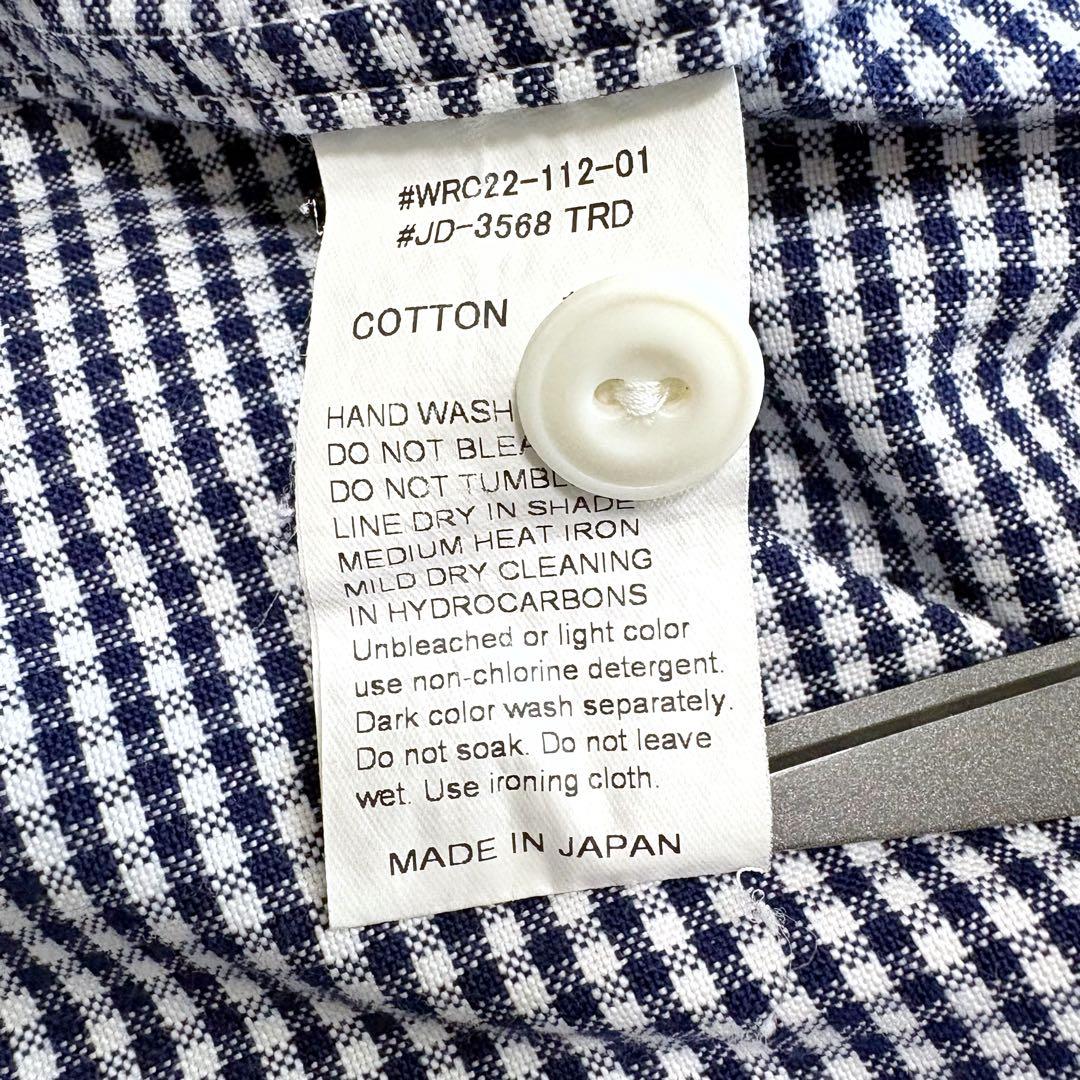 #WRC22-112-01
#JD-3568 TRD
COTTON
HAND WASH
DO NOT
DO NOT
LINE DRY IN SHADE
MEDIUM HEAT IRON
MILD DRY CLEANING
IN HYDROCARBONS
Unbleached or light color
use non-chlorine detergent.
Dark color wash separately.
Do not soak. Do not leave
wet. Use ironing cloth.
MADE IN JAPAN